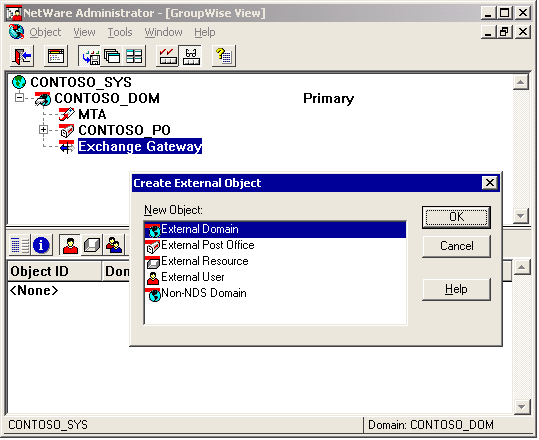 NetWare Administrator - [GroupWise View]
Object View Tools Window Help
CONTOSO_SYS
CONTOSO_DOM Primary
MTA
CONTOSO_PO
Exchange Gateway
Create External Object
New Object:
External Domain
External Post Office
External Resource
External User
Non-NDS Domain
OK
Cancel
Help
Object ID Don
<None>
CONTOSO_SYS Domain: CONTOSO_DOM